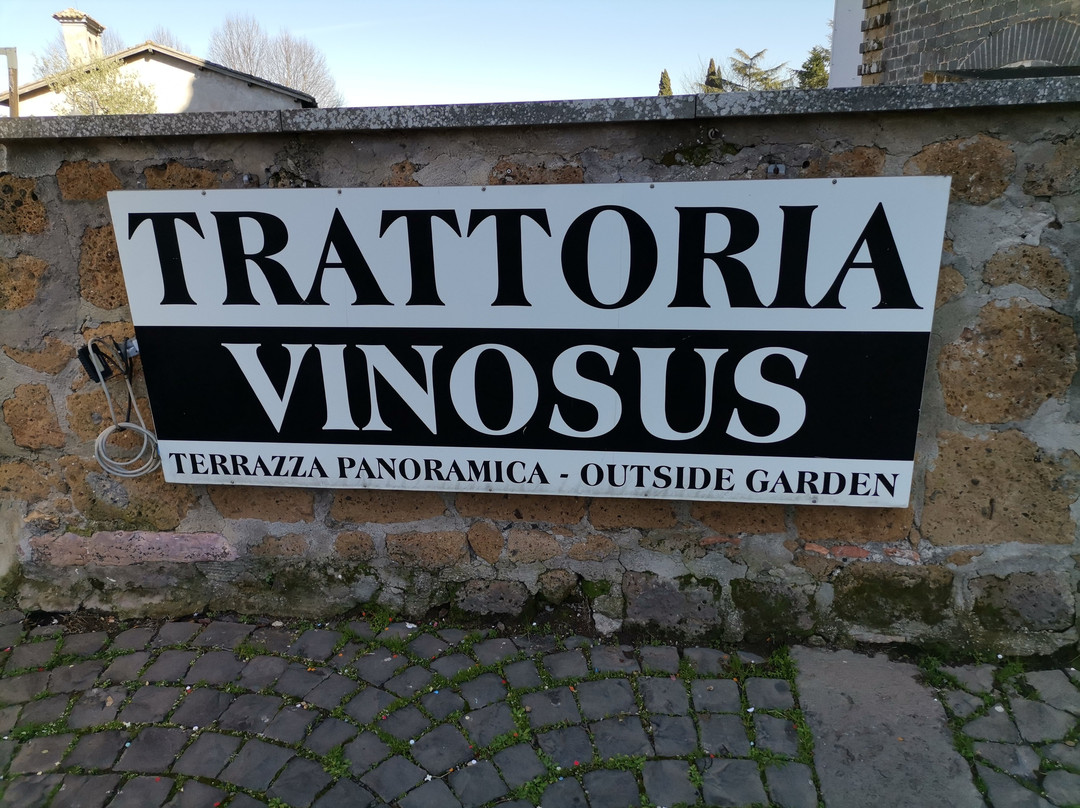 TRATTORIA
VINOSUS
TERRAZZA PANORAMICA - OUTSIDE GARDEN